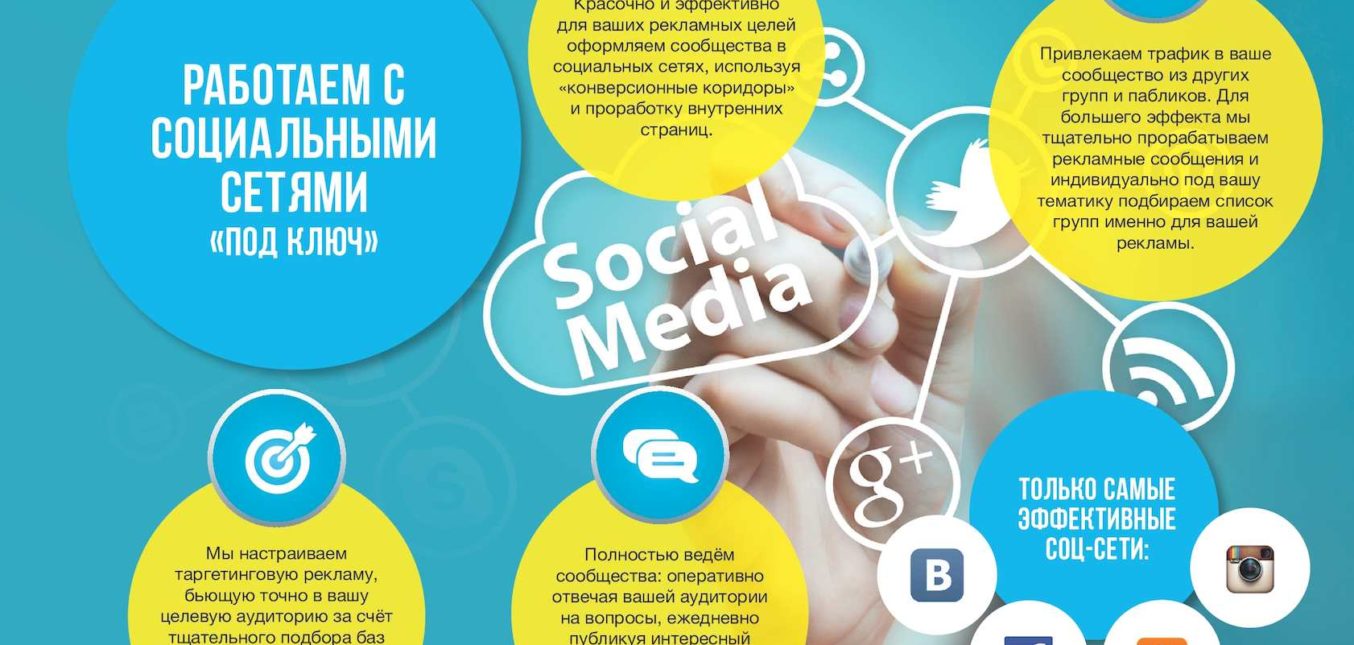 РАБОТАЕМ С
СОЦИАЛЬНЫМИ
СЕТЯМИ
«ПОД КЛЮЧ»
Красочно и эффективно
для ваших рекламных целей
оформляем сообщества в
социальных сетях, используя
«конверсионные коридоры»
и проработку внутренних
страниц.
Привлекаем трафик в ваше
сообщество из других
групп и пабликов. Для
большего эффекта мы
тщательно прорабатываем
рекламные сообщения и
индивидуально под вашу
тематику подбираем список
групп именно для вашей
рекламы.
Social
Media
g+
Мы настраиваем
таргетинговую рекламу,
бьющую точно в вашу
целевую аудиторию за счёт
тщательного подбора баз
Полностью ведём
сообщества: оперативно
отвечая вашей аудитории
на вопросы, ежедневно
публикуя интересный
ТОЛЬКО САМЫЕ
ЭФФЕКТИВНЫЕ
СОЦ-СЕТИ:
В